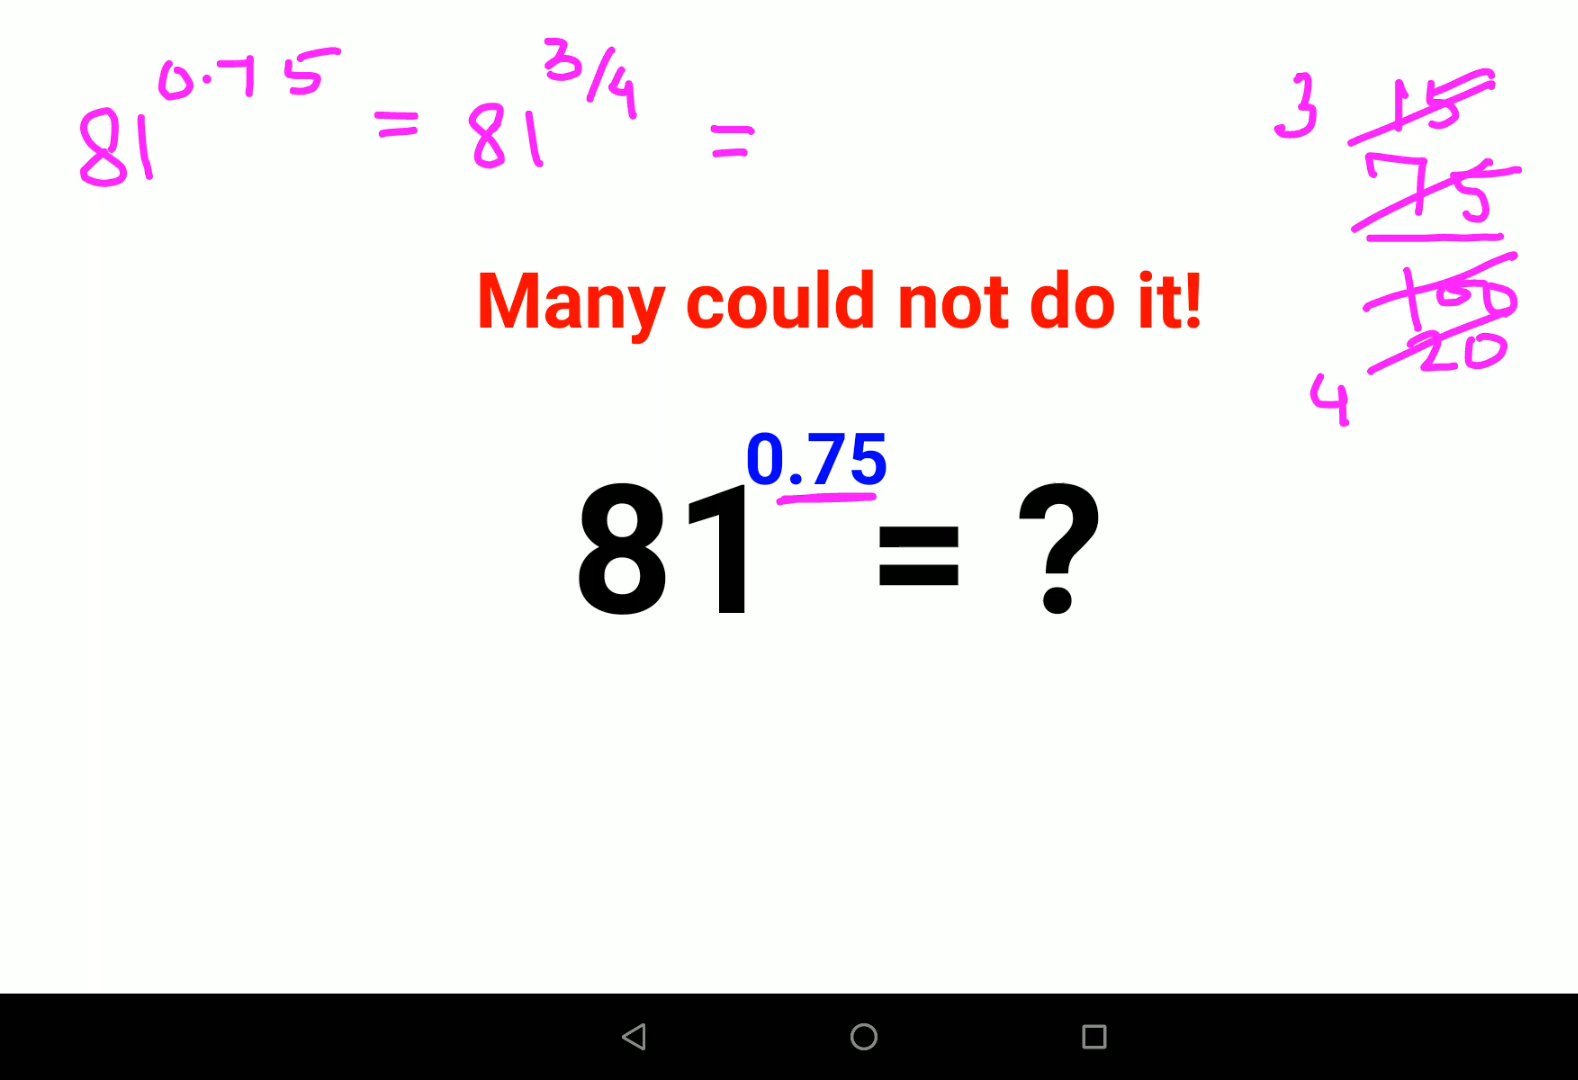 81^0.75 = 81^3/4 =
3 15
75
100
20
4
Many could not do it!
81^0.75 = ?